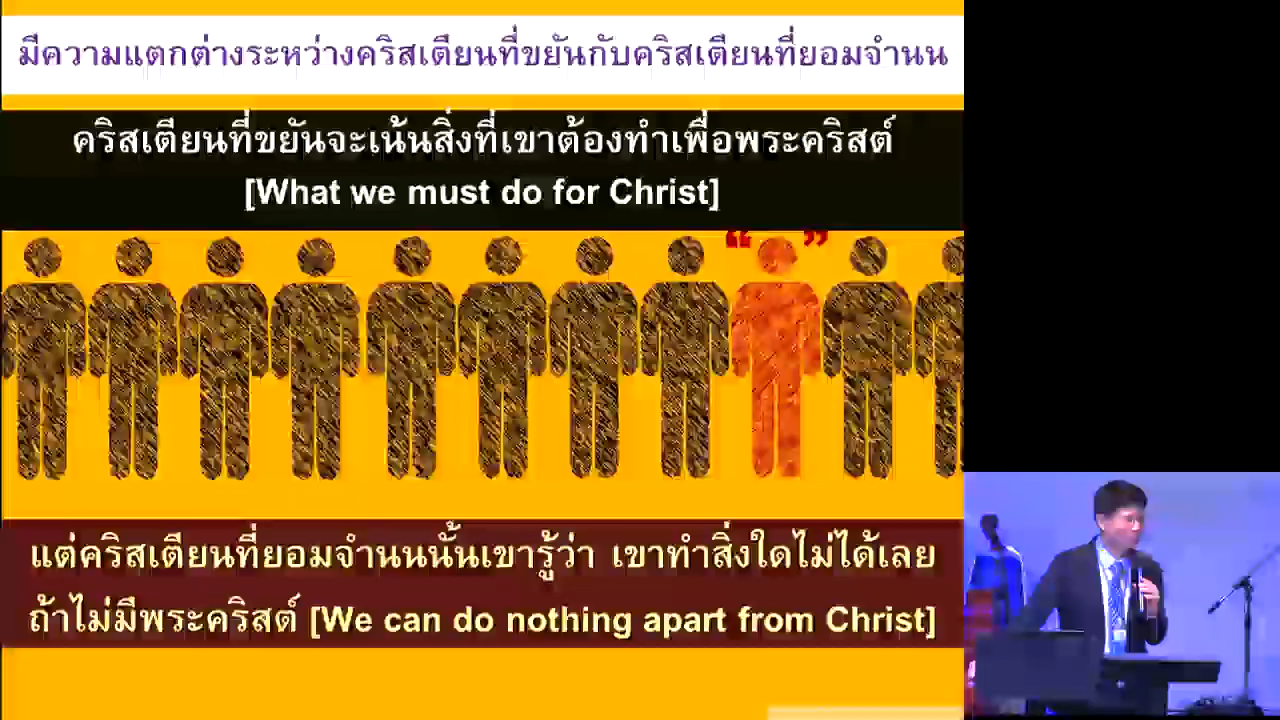 มีความแตกต่างระหว่างคริสเตียนที่ขยันกับคริสเตียนที่ยอมจำนน
คริสเตียนที่ขยันจะเน้นสิ่งที่เขาต้องทำเพื่อพระคริสต์
[What we must do for Christ]
“ ”
แต่คริสเตียนที่ยอมจำนนนั้นเขารู้ว่า เขาทำสิ่งใดไม่ได้เลย
ถ้าไม่มีพระคริสต์ [We can do nothing apart from Christ]